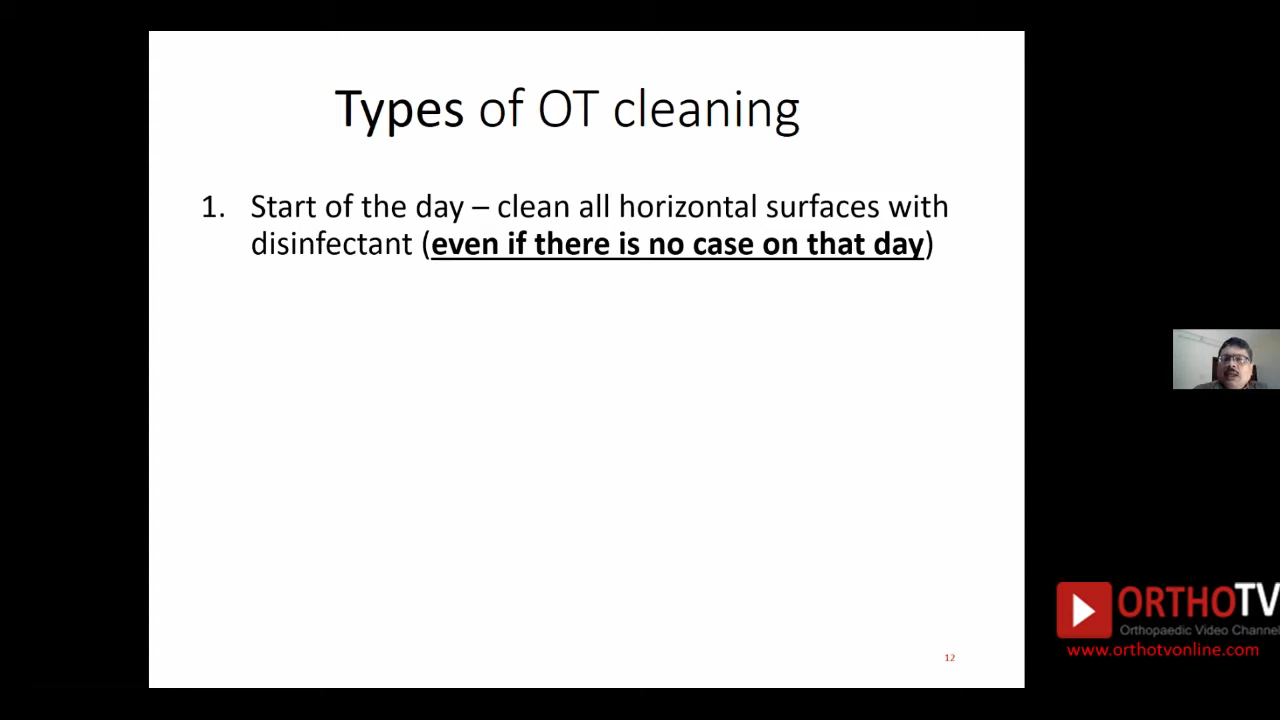 Types of OT cleaning
1. Start of the day – clean all horizontal surfaces with
disinfectant (even if there is no case on that day)
12
ORTHOTV
Orthopaedic Video Channel
www.orthotvonline.com